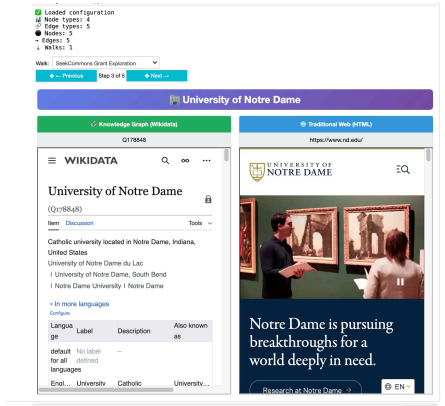 ✅ Loaded configuration
📊 Node types: 4
🔗 Edge types: 5
● Nodes: 5
→ Edges: 5
🚶 Walks: 1
Walk: SeekCommons Grant Exploration
← Previous Step 3 of 5 Next →
University of Notre Dame
Knowledge Graph (Wikidata)
Q178848
WIKIDATA
University of Notre Dame
(Q178848)
Item Discussion Tools
Catholic university located in Notre Dame, Indiana,
United States
University of Notre Dame du Lac
| University of Notre Dame, South Bend
| Notre Dame University | Notre Dame
In more languages
Configure
Langua
ge
Label
Description
Also known
as
default
for all
languages
No label
defined
–
Engl... University Catholic University...
Traditional Web (HTML)
https://www.nd.edu/
UNIVERSITY OF
NOTRE DAME
Notre Dame is pursuing
breakthroughs for a
world deeply in need.
Research at Notre Dame →
EN